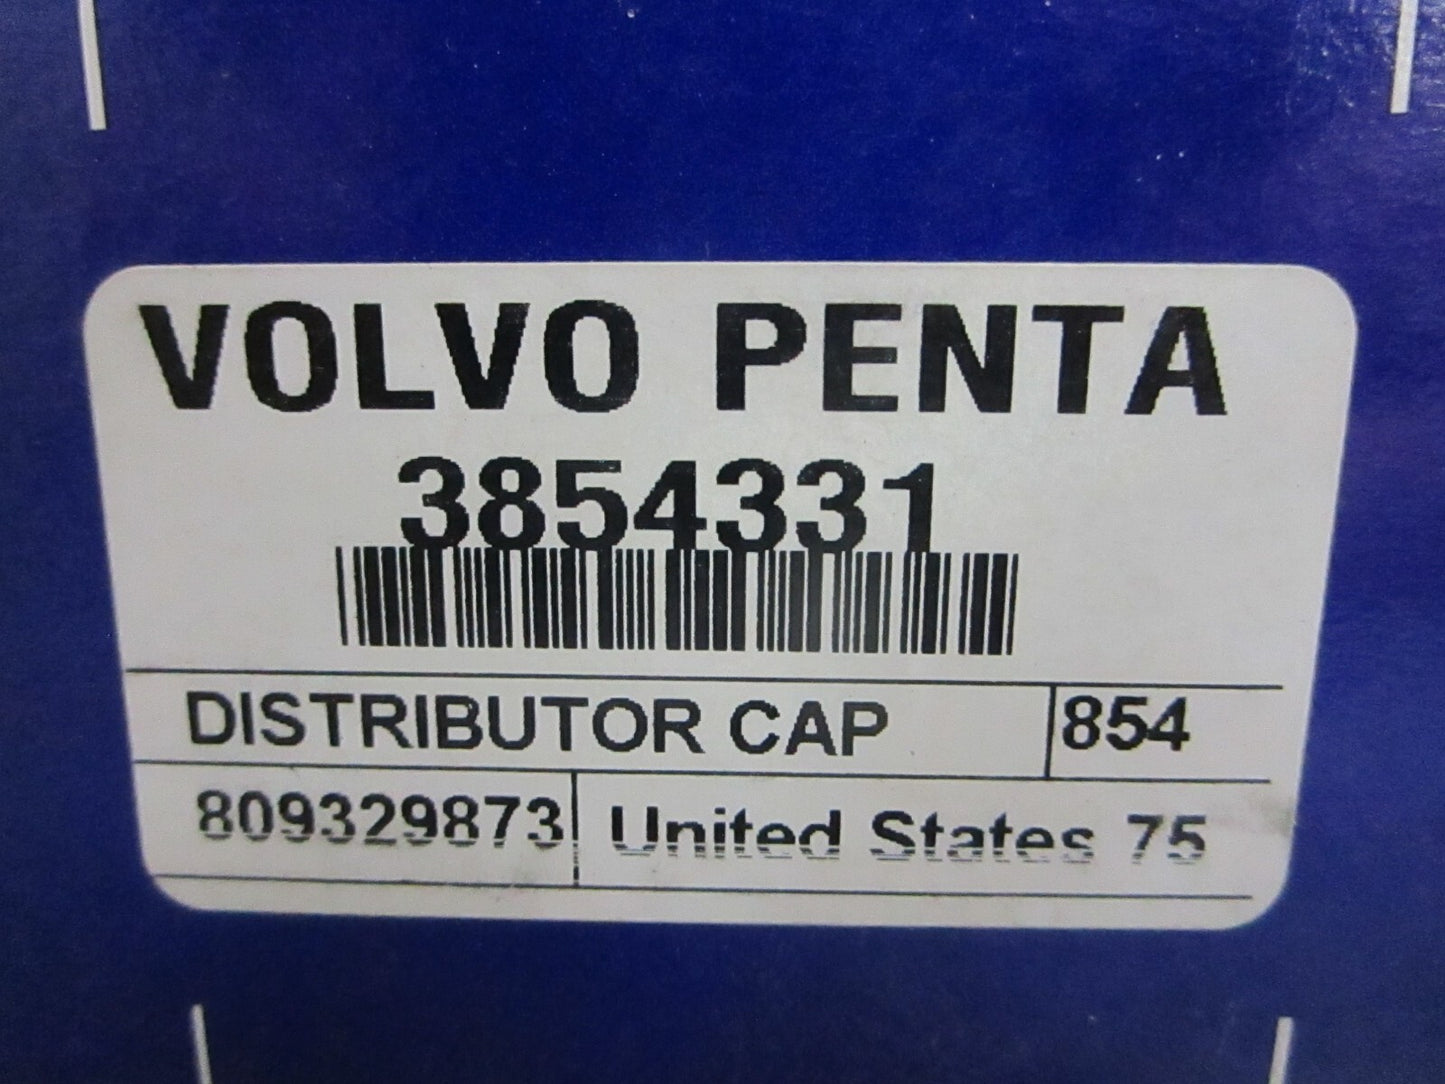 VOLVO PENTA
3854331
DISTRIBUTOR CAP 854
809329873 United States 75